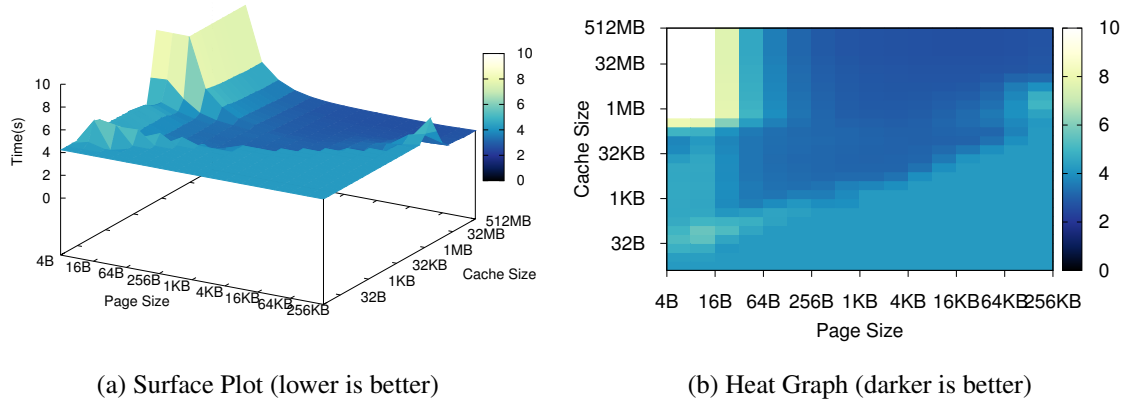 10
8
6
4
2
0
Time(s)
10
8
6
4
2
0
4B
16B
64B
256B
1KB
4KB
16KB
64KB
256KB
Page Size
32B
1KB
32KB
1MB
32MB
512MB
Cache Size
(a) Surface Plot (lower is better)
512MB
32MB
1MB
32KB
1KB
32B
Cache Size
4B 16B 64B 256B 1KB 4KB 16KB 64KB 256KB
Page Size
10
8
6
4
2
0
(b) Heat Graph (darker is better)